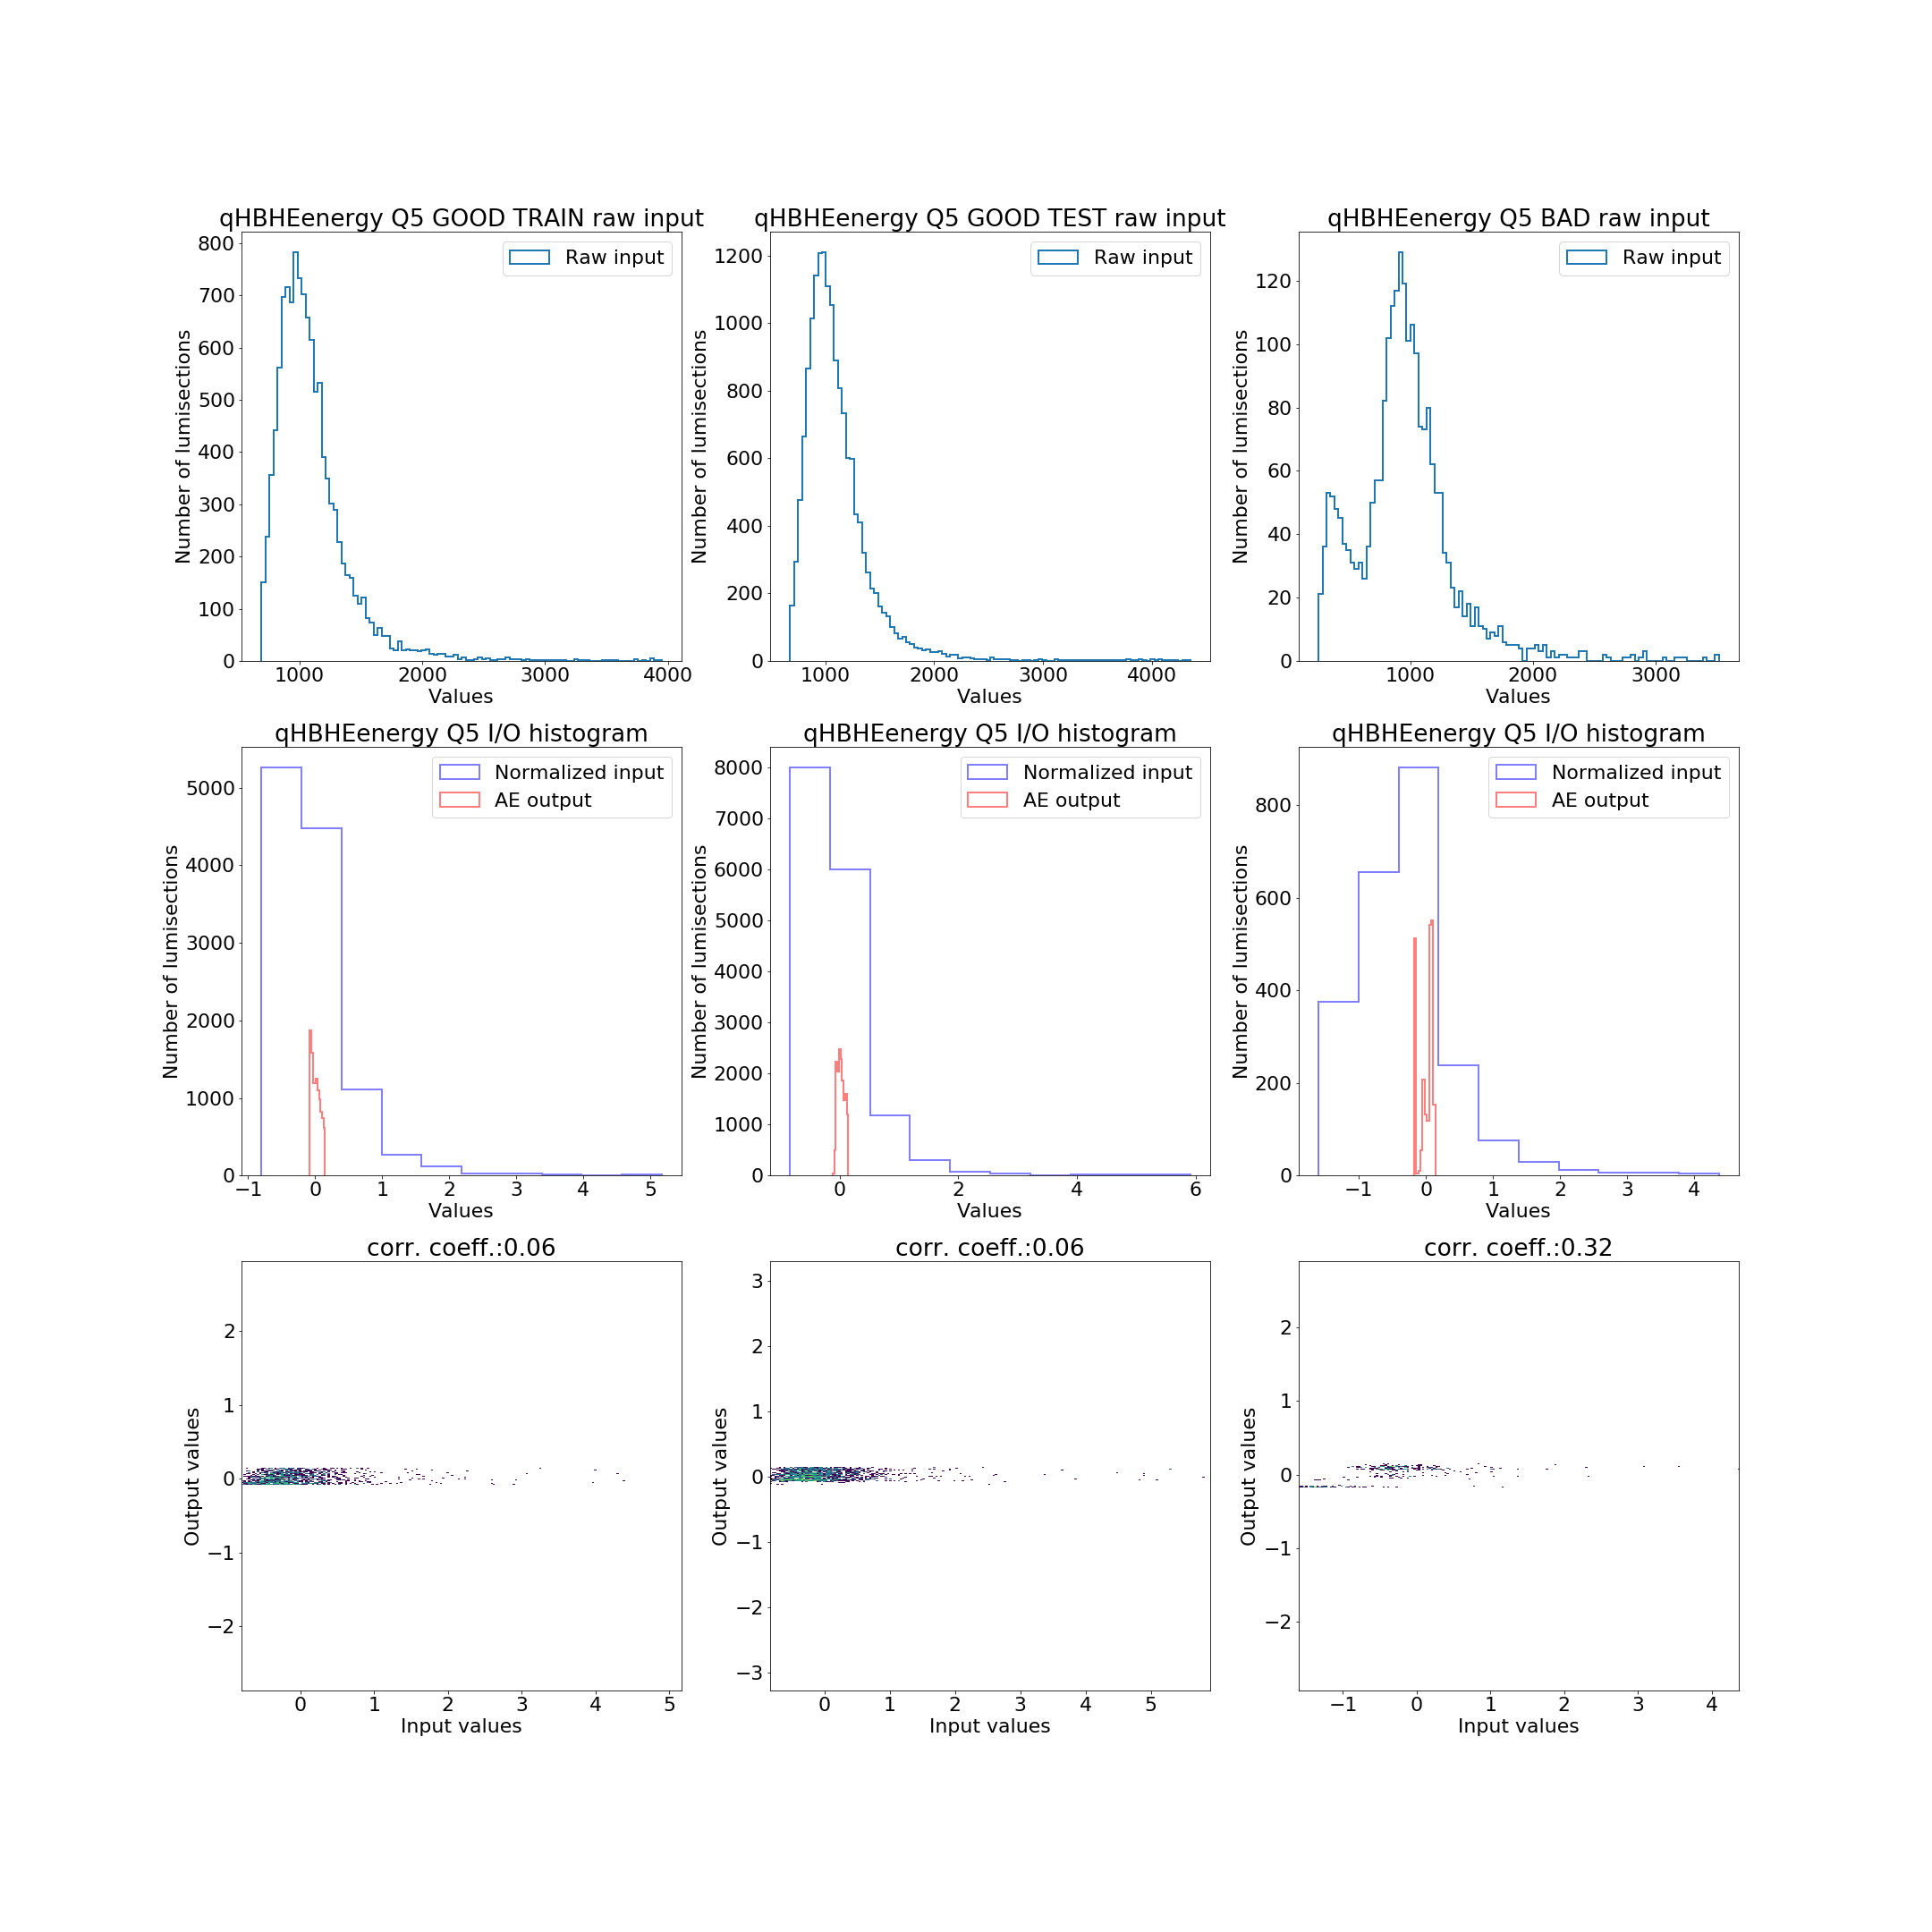 qHBHEenergy Q5 GOOD TRAIN raw input
Raw input
Number of lumisections
800
700
600
500
400
300
200
100
0
1000 2000 3000 4000
Values
qHBHEenergy Q5 GOOD TEST raw input
Raw input
Number of lumisections
1200
1000
800
600
400
200
0
1000 2000 3000 4000
Values
qHBHEenergy Q5 BAD raw input
Raw input
Number of lumisections
120
100
80
60
40
20
0
1000 2000 3000
Values
qHBHEenergy Q5 I/O histogram
Normalized input
AE output
Number of lumisections
5000
4000
3000
2000
1000
0
−1 0 1 2 3 4 5
Values
qHBHEenergy Q5 I/O histogram
Normalized input
AE output
Number of lumisections
8000
7000
6000
5000
4000
3000
2000
1000
0
0 2 4 6
Values
qHBHEenergy Q5 I/O histogram
Normalized input
AE output
Number of lumisections
800
600
400
200
0
−1 0 1 2 3 4
Values
corr. coeff.:0.06
Output values
2
1
0
−1
−2
0 1 2 3 4 5
Input values
corr. coeff.:0.06
Output values
3
2
1
0
−1
−2
−3
0 1 2 3 4 5
Input values
corr. coeff.:0.32
Output values
2
1
0
−1
−2
−1 0 1 2 3 4
Input values